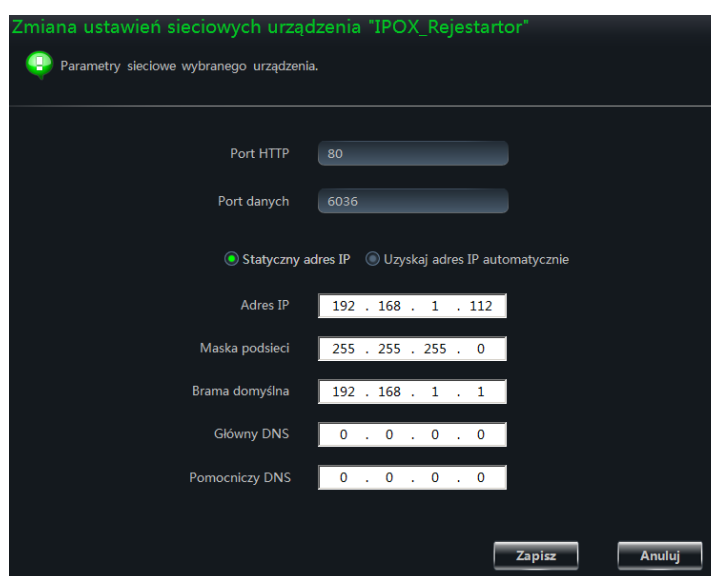 Zmiana ustawień sieciowych urządzenia "IPOX_Rejestartor"
Parametry sieciowe wybranego urządzenia.
Port HTTP 80
Port danych 6036
Statyczny adres IP Uzyskaj adres IP automatycznie
Adres IP 192 . 168 . 1 . 112
Maska podsieci 255 . 255 . 255 . 0
Brama domyślna 192 . 168 . 1 . 1
Główny DNS 0 . 0 . 0 . 0
Pomocniczy DNS 0 . 0 . 0 . 0
Zapisz Anuluj